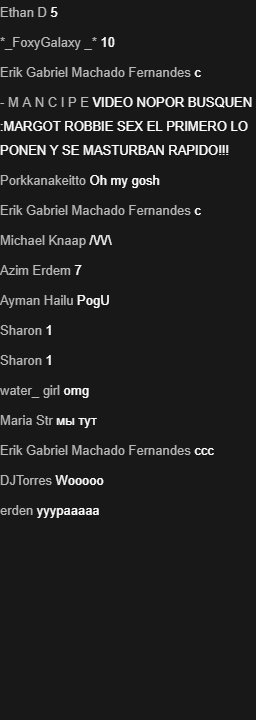 Ethan D 5
*_FoxyGalaxy _* 10
Erik Gabriel Machado Fernandes c
- M A N C I P E VIDEO NOPOR BUSQUEN
:MARGOT ROBBIE SEX EL PRIMERO LO
PONEN Y SE MASTURBAN RAPIDO!!!
Porkkanakeitto Oh my gosh
Erik Gabriel Machado Fernandes c
Michael Knaap /\/\/\
Azim Erdem 7
Ayman Hailu PogU
Sharon 1
Sharon 1
water_ girl omg
Maria Str мы тут
Erik Gabriel Machado Fernandes ccc
DJTorres Wooooo
erden yyypaaaaa